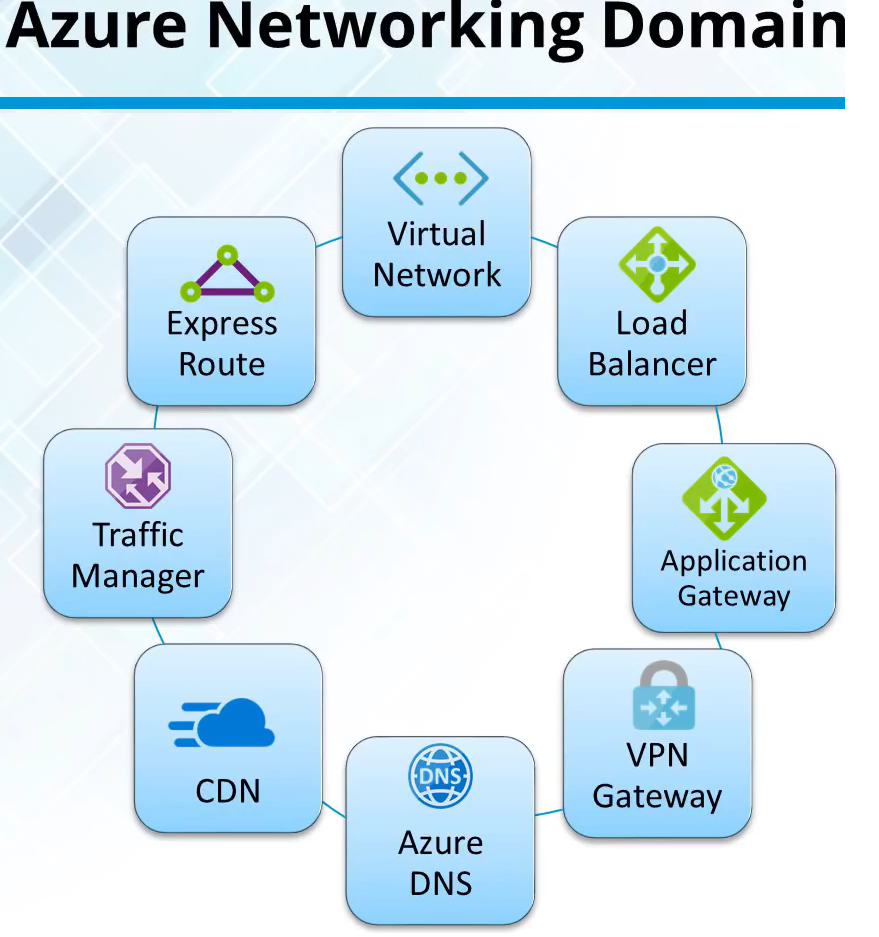 Azure Networking Domain
Virtual
Network
Load
Balancer
Application
Gateway
VPN
Gateway
DNS
Azure
DNS
CDN
Traffic
Manager
Express
Route